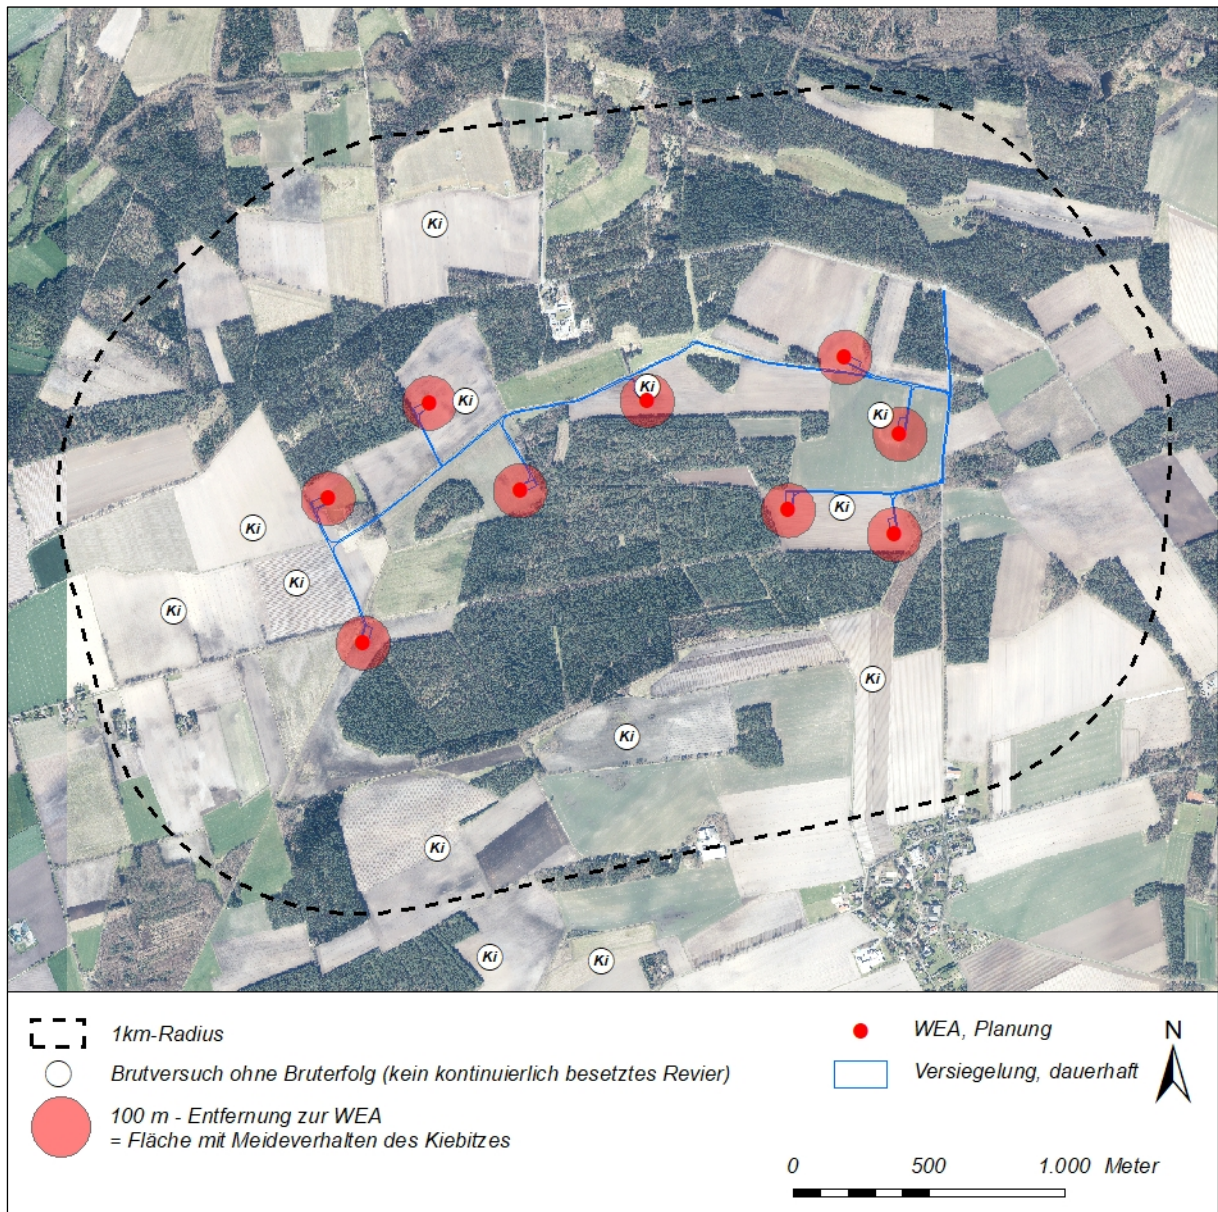 Ki
Ki
Ki
Ki
Ki
Ki
Ki
Ki
Ki
Ki
Ki
Ki
Ki
Ki
1km-Radius
Brutversuch ohne Bruterfolg (kein kontinuierlich besetztes Revier)
100 m - Entfernung zur WEA
= Fläche mit Meideverhalten des Kiebitzes
WEA, Planung
Versiegelung, dauerhaft
N
0 500 1.000 Meter